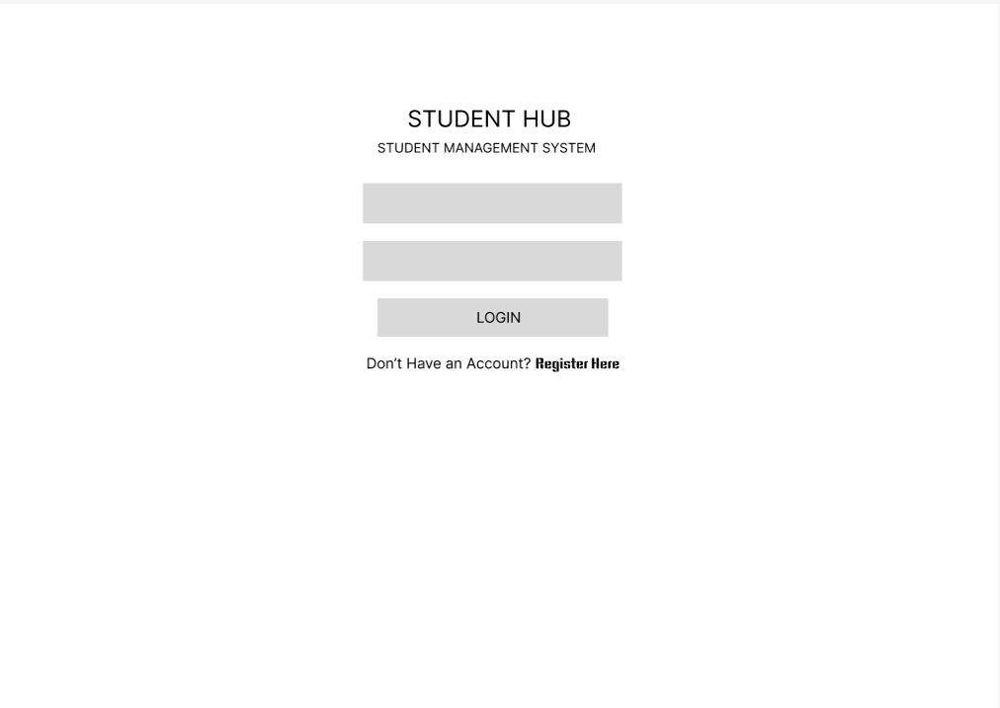 STUDENT HUB
STUDENT MANAGEMENT SYSTEM
LOGIN
Don’t Have an Account? Register Here